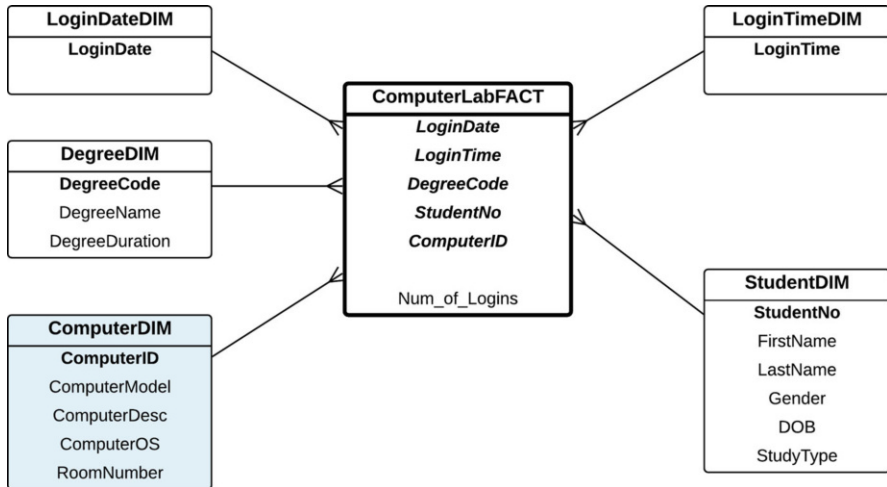 LoginDateDIM
LoginDate
DegreeDIM
DegreeCode
DegreeName
DegreeDuration
ComputerDIM
ComputerID
ComputerModel
ComputerDesc
ComputerOS
RoomNumber
ComputerLabFACT
LoginDate
LoginTime
DegreeCode
StudentNo
ComputerID
Num_of_Logins
LoginTimeDIM
LoginTime
StudentDIM
StudentNo
FirstName
LastName
Gender
DOB
StudyType